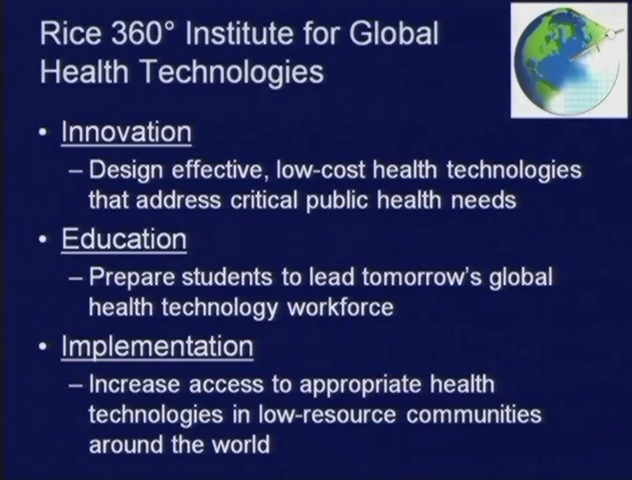 Rice 360° Institute for Global
Health Technologies
• Innovation
– Design effective, low-cost health technologies
that address critical public health needs
• Education
– Prepare students to lead tomorrow's global
health technology workforce
• Implementation
– Increase access to appropriate health
technologies in low-resource communities
around the world